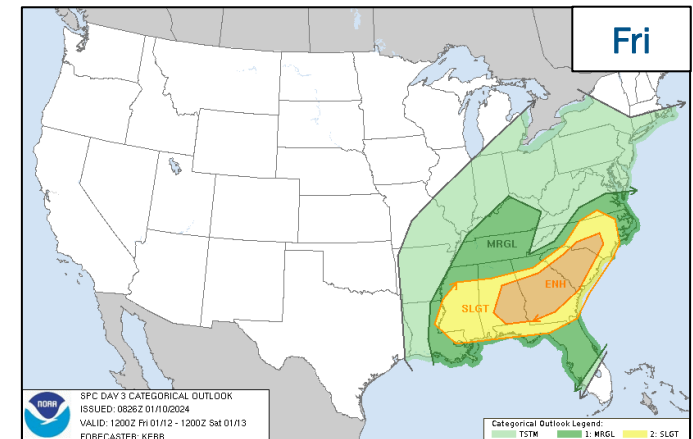 Fri
MRGL
ENH
SLGT
NOAA
SPC DAY 3 CATEGORICAL OUTLOOK
ISSUED: 0826Z 01/10/2024
VALID: 1200Z Fri 01/12 - 1200Z Sat 01/13
FORECASTER: KERR
Categorical Outlook Legend:
TSTM 1: MRGL 2: SLGT